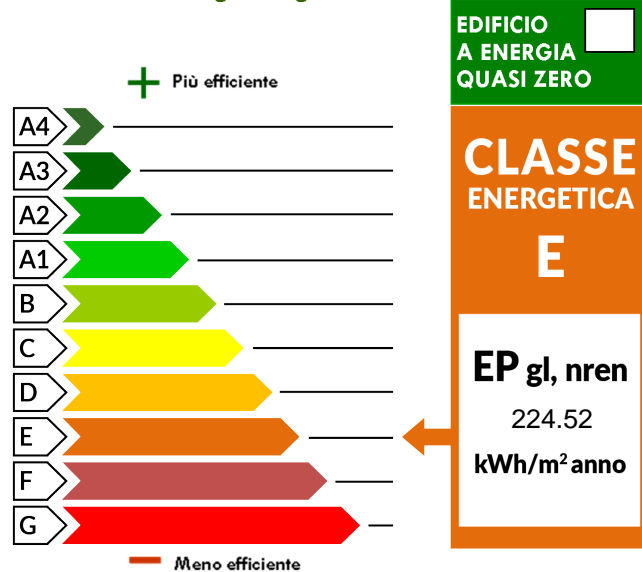 EDIFICIO
A ENERGIA
QUASI ZERO
Più efficiente
A4
A3
A2
A1
B
C
D
E
F
G
Meno efficiente
CLASSE
ENERGETICA
E
EP gl, nren
224.52
kWh/m² anno